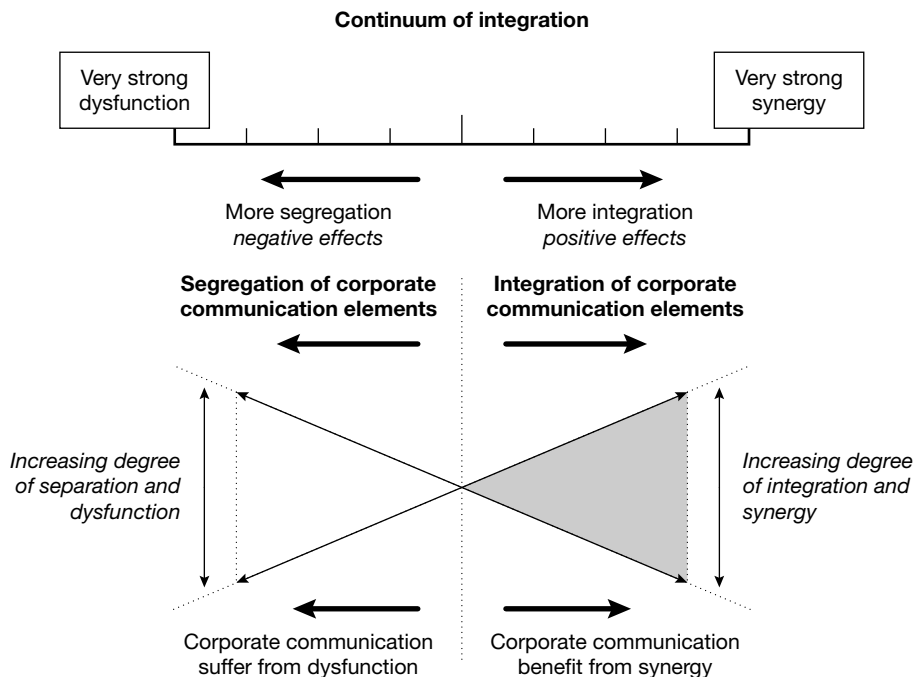 Continuum of integration
Very strong
dysfunction
Very strong
synergy
More segregation
negative effects
More integration
positive effects
Segregation of corporate
communication elements
Integration of corporate
communication elements
Increasing degree
of separation and
dysfunction
Increasing degree
of integration and
synergy
Corporate communication
suffer from dysfunction
Corporate communication
benefit from synergy